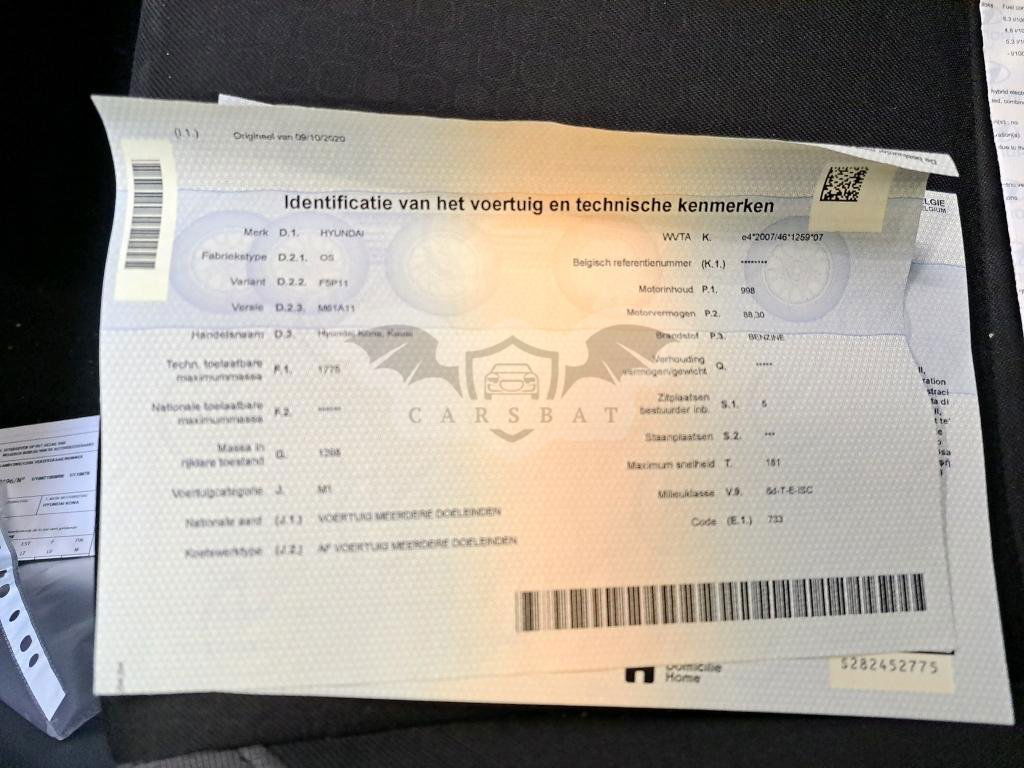 (I.1.) Origineel van 09/10/2020
Identificatie van het voertuig en technische kenmerken
Merk D.1. HYUNDAI
Fabriekstype D.2.1. OS
Variant D.2.2. F5P11
Versie D.2.3. M61A11
Handelsnaam D.3. Hyundai Kona, Kauai
Techn. toelaatbare
maximummassa F.1. 1775
Nationale toelaatbare
maximummassa F.2. ******
Massa in
rijklare toestand G.
Voertuigcategorie J. M1
Nationale aard (J.1.) VOERTUIG MEERDERE DOELEINDEN
Koetswerktype (J.2.) AF VOERTUIG MEERDERE DOELEINDEN
WVTA K. e4*2007/46*1259*07
Belgisch referentienummer (K.1.) ********
Motorinhoud P.1. 998
Motorvermogen P.2. 88,30
Brandstof P.3. BENZINE
Verhouding
vermogen/gewicht Q. *****
Zitplaatsen
bestuurder inb. S.1. 5
Staanplaatsen S.2. ***
Maximum snelheid T. 181
Milieuklasse V.9. 6d-T-E-ISC
Code (E.1.) 733
CARSBAT
Domicilie
Home
S282452775
LGIE
ELGIUM
HYUNDAI KONA